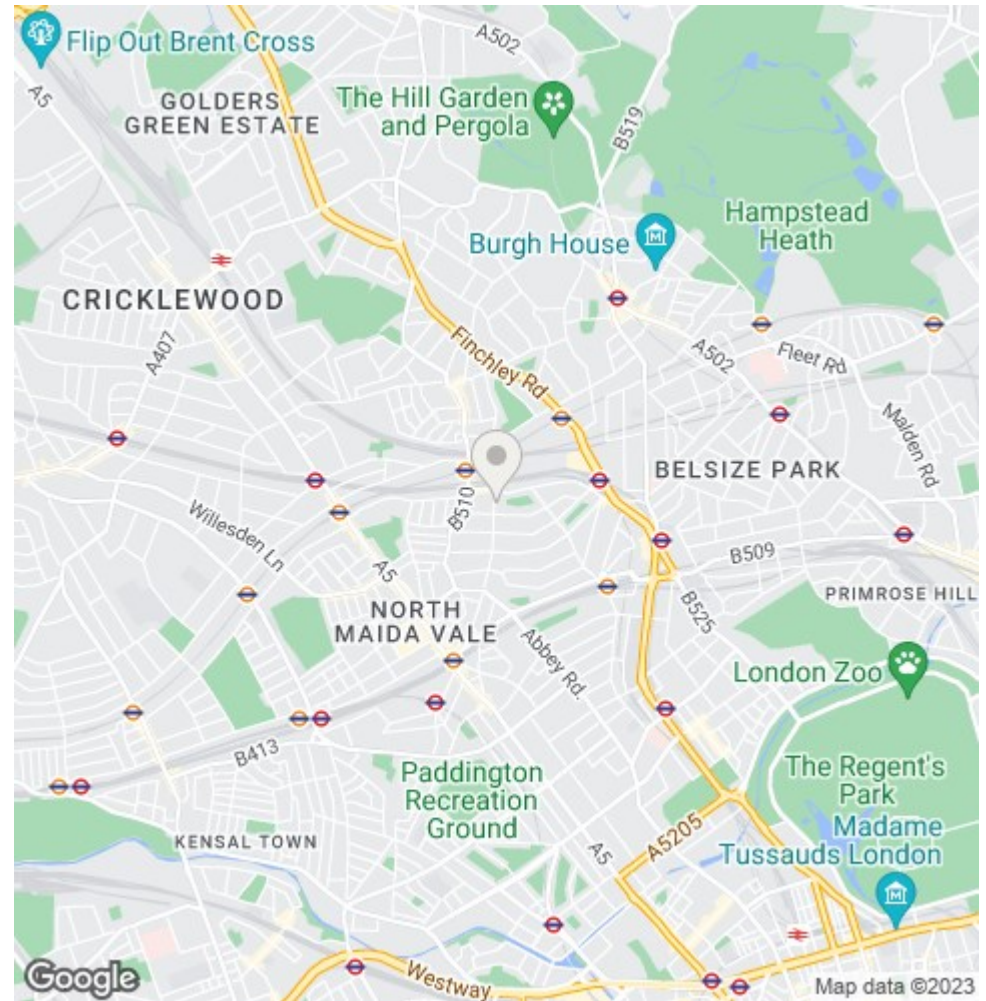 Flip Out Brent Cross
A502
A5
GOLDERS
GREEN ESTATE
The Hill Garden
and Pergola
B519
Hampstead
Heath
Burgh House
CRICKLEWOOD
A407
Finchley Rd
A502
Fleet Rd
Malden Rd
BELSIZE PARK
B510
Willesden Ln
A5
B509
PRIMROSE HILL
NORTH
MAIDA VALE
B525
Abbey Rd.
London Zoo
B413
Paddington
Recreation
Ground
The Regent's
Park
KENSAL TOWN
A5
A5205
Madame
Tussauds London
Google
Westway
Map data ©2023